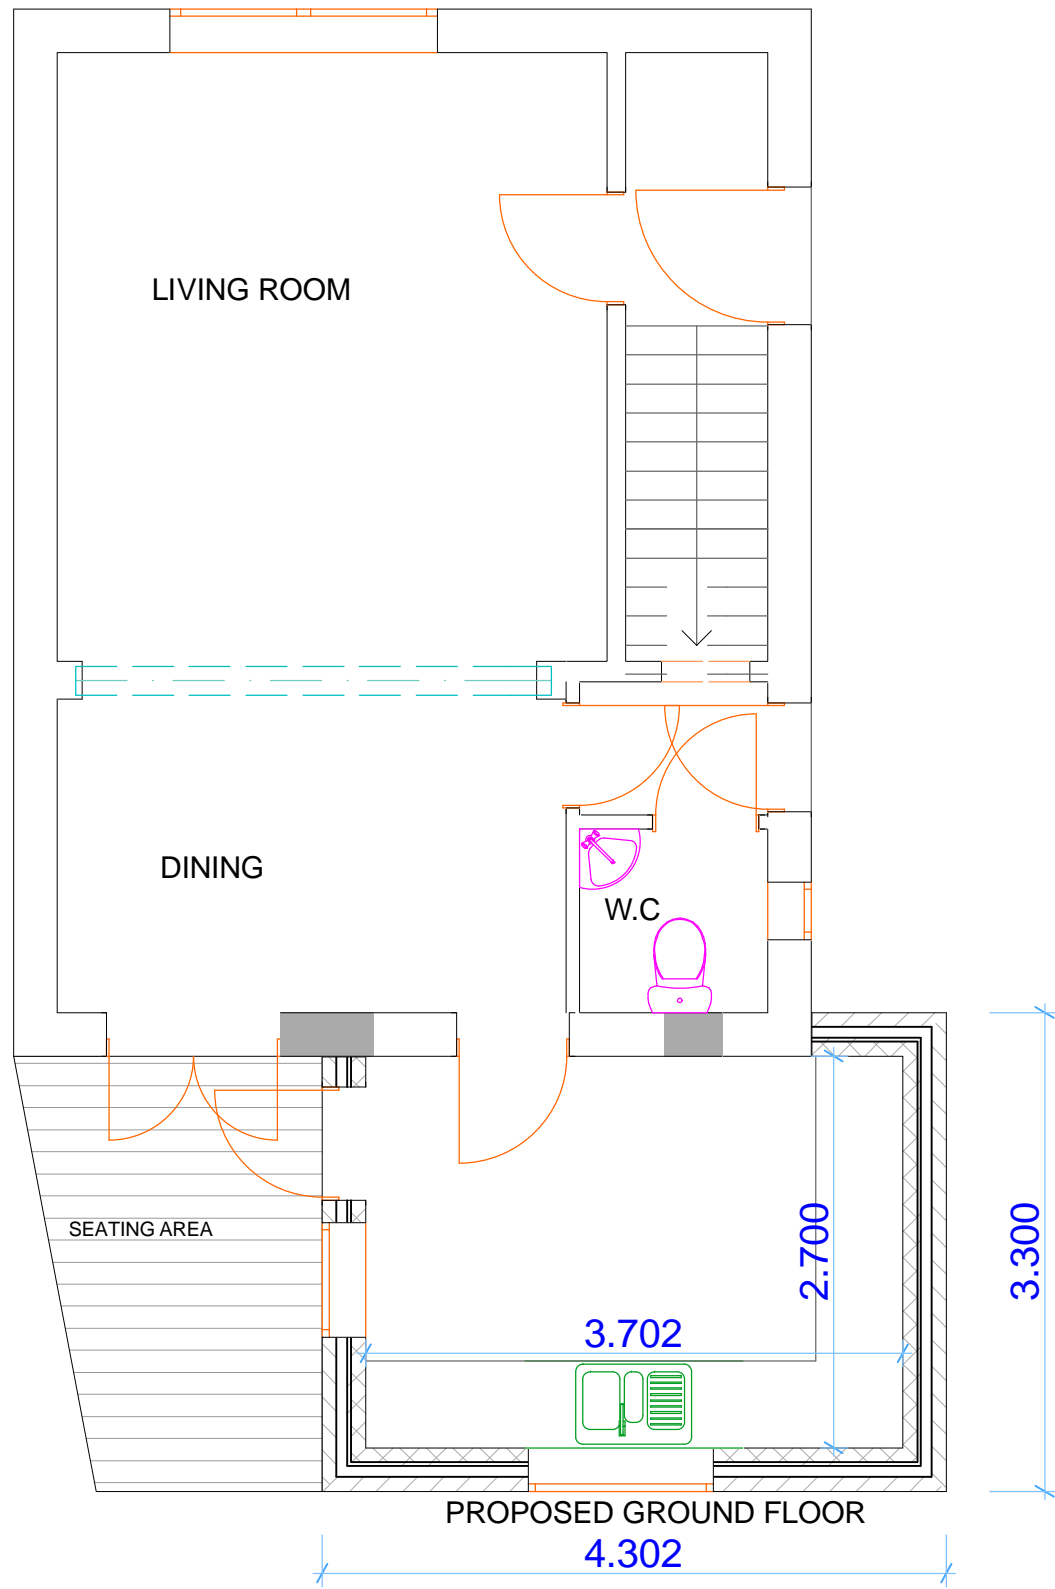 LIVING ROOM
DINING
W.C
SEATING AREA
2.700
3.300
3.702
PROPOSED GROUND FLOOR
4.302